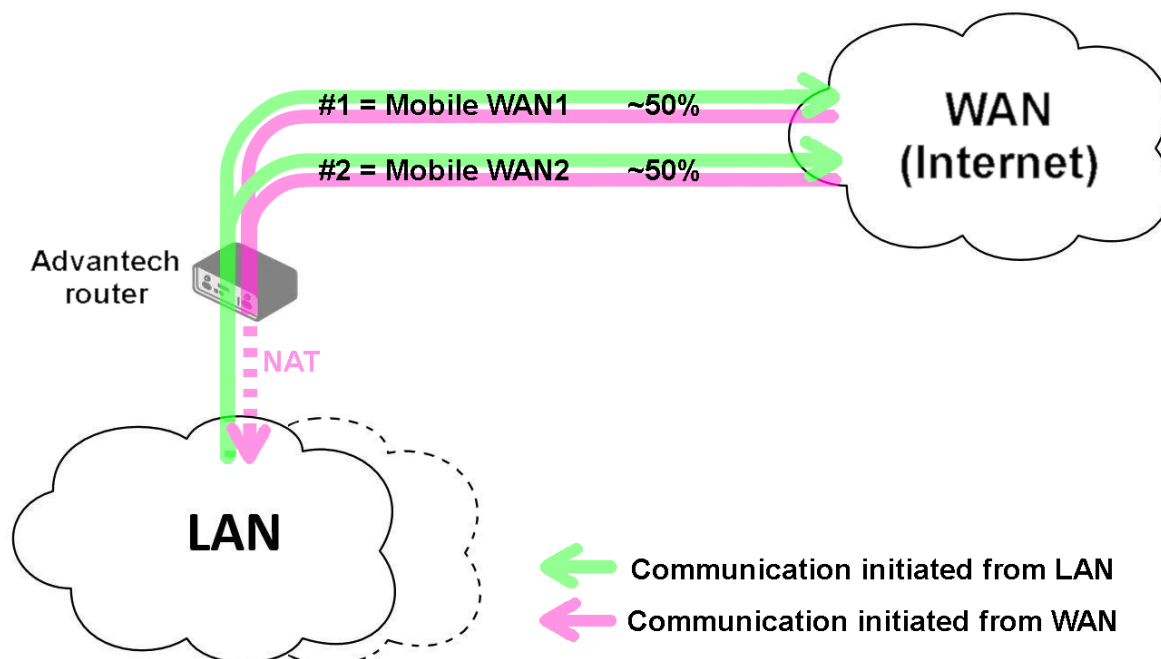 #1 = Mobile WAN1 ~50%
WAN
(Internet)
#2 = Mobile WAN2 ~50%
Advantech
router
NAT
LAN
Communication initiated from LAN
Communication initiated from WAN